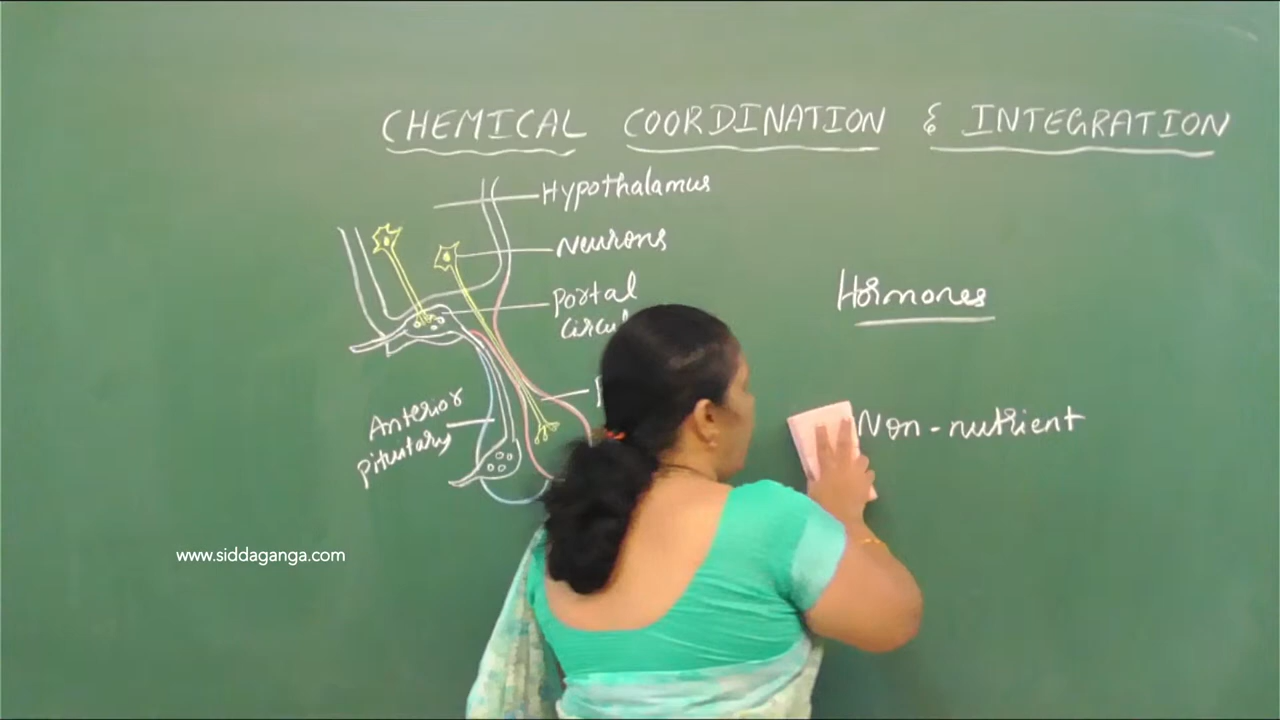 CHEMICAL COORDINATION & INTEGRATION
Hypothalamus
Neurons
Portal
Hormones
Anterior
pituitary
Non-nutrient
www.siddaganga.com